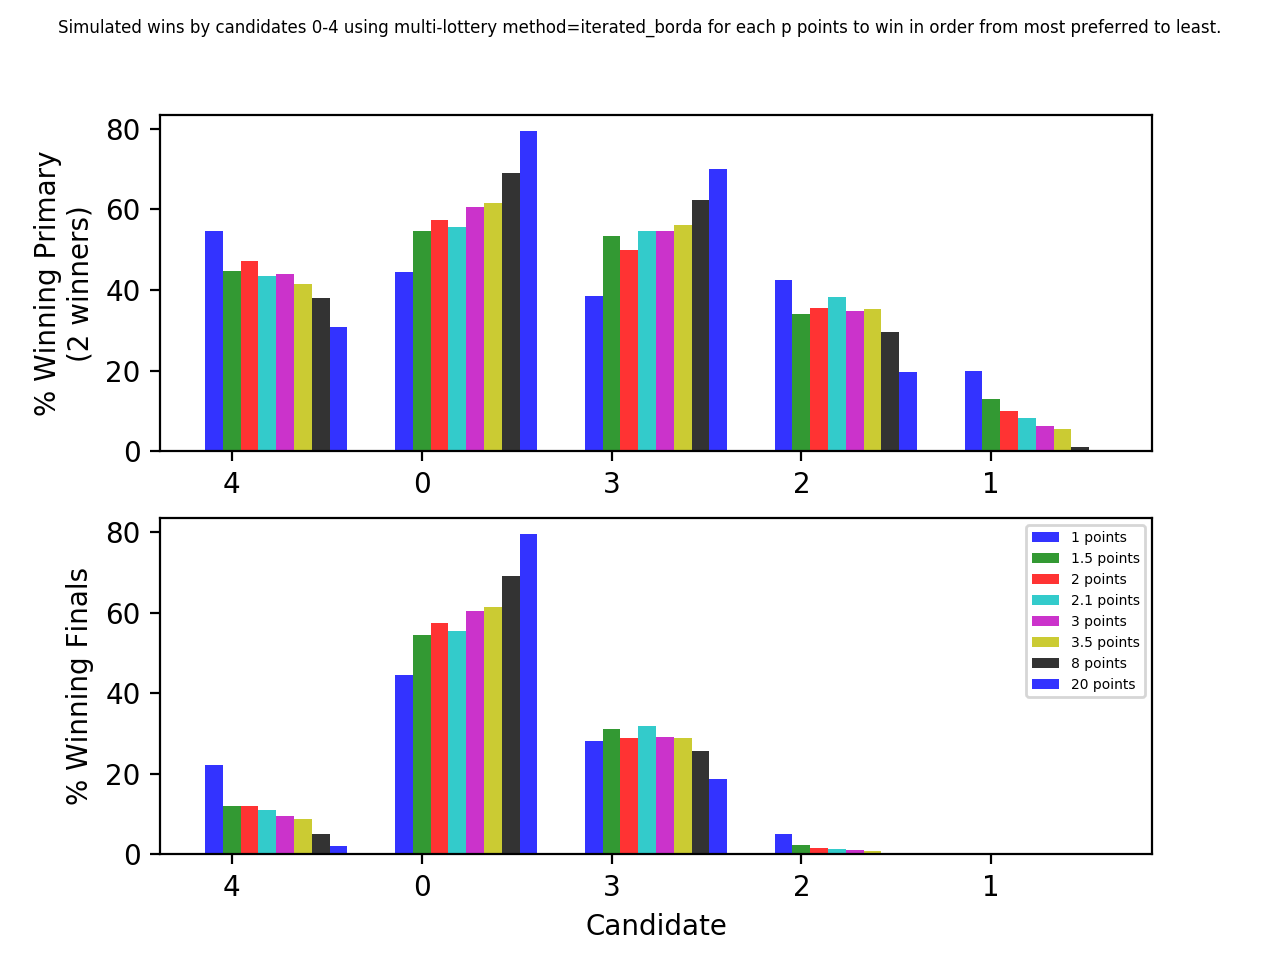 Simulated wins by candidates 0-4 using multi-lottery method=iterated_borda for each p points to win in order from most preferred to least.
% Winning Primary
(2 winners)
80
60
40
20
0
4 0 3 2 1
% Winning Finals
80
60
40
20
0
1 points
1.5 points
2 points
2.1 points
3 points
3.5 points
8 points
20 points
4 0 3 2 1
Candidate